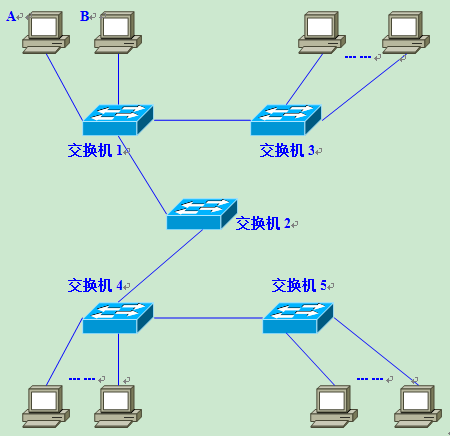 A B
--- ---
交换机 1 交换机 3
交换机 2
交换机 4 交换机 5
--- --- --- ---